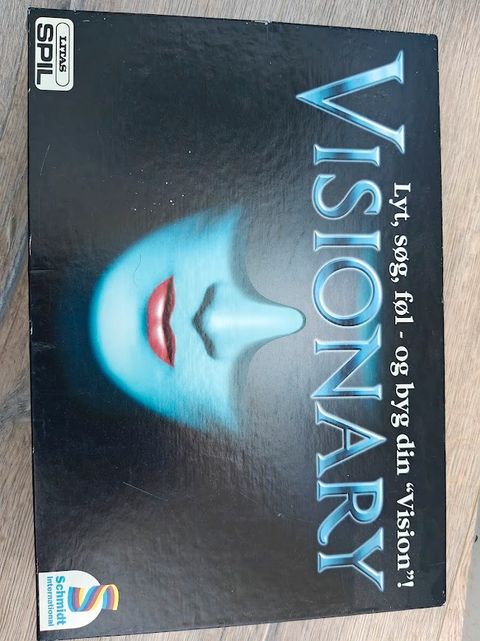 Lyt, søg, føl - og byg din “Vision”!
VISIONARY
LITAS
SPIL
Schmidt
International